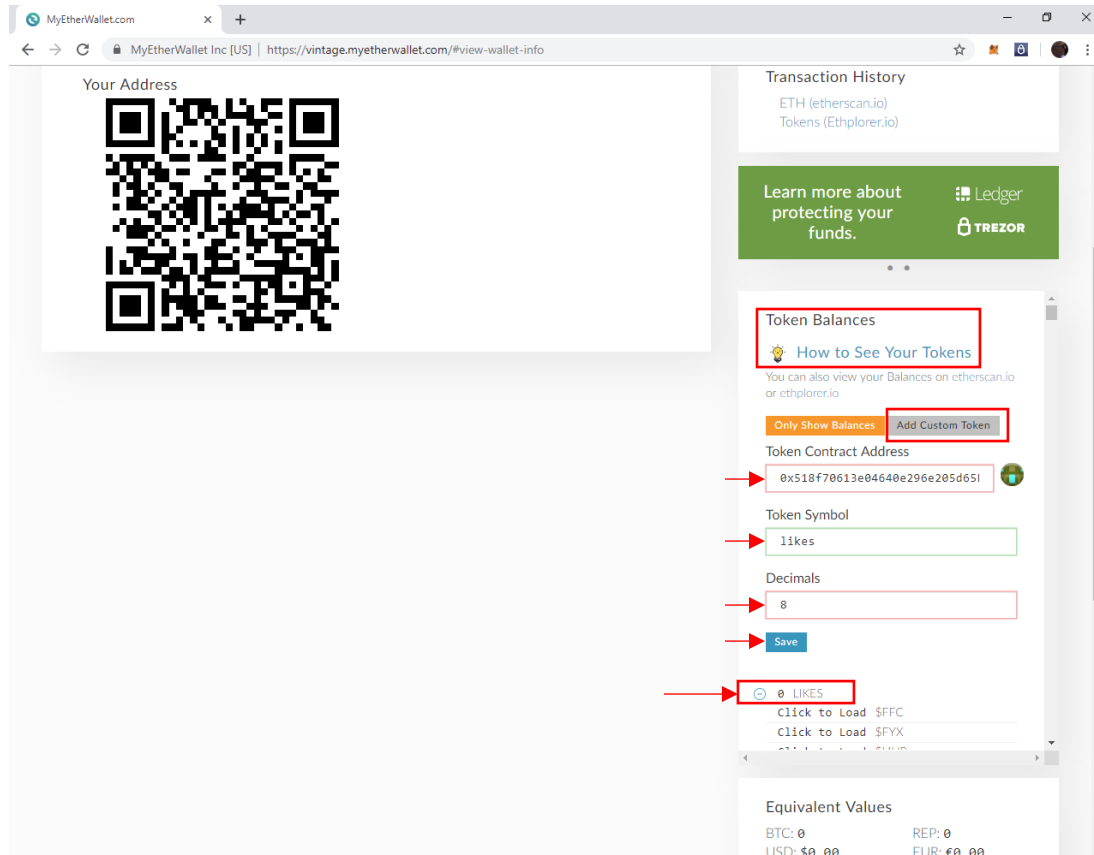 MyEtherWallet.com
MyEtherWallet Inc [US] | https://vintage.myetherwallet.com/#view-wallet-info
Your Address
Transaction History
ETH (etherscan.io)
Tokens (Ethplorer.io)
Learn more about
protecting your
funds.
Ledger
TREZOR
Token Balances
How to See Your Tokens
You can also view your Balances on etherscan.io
or ethplorer.io
Only Show Balances Add Custom Token
Token Contract Address
0x518f70613e04640e296e205d65
Token Symbol
likes
Decimals
8
Save
0 LIKES
Click to Load $FFC
Click to Load $FYX
Equivalent Values
BTC: 0 REP: 0
USD: $0.00 EUR: €0.00